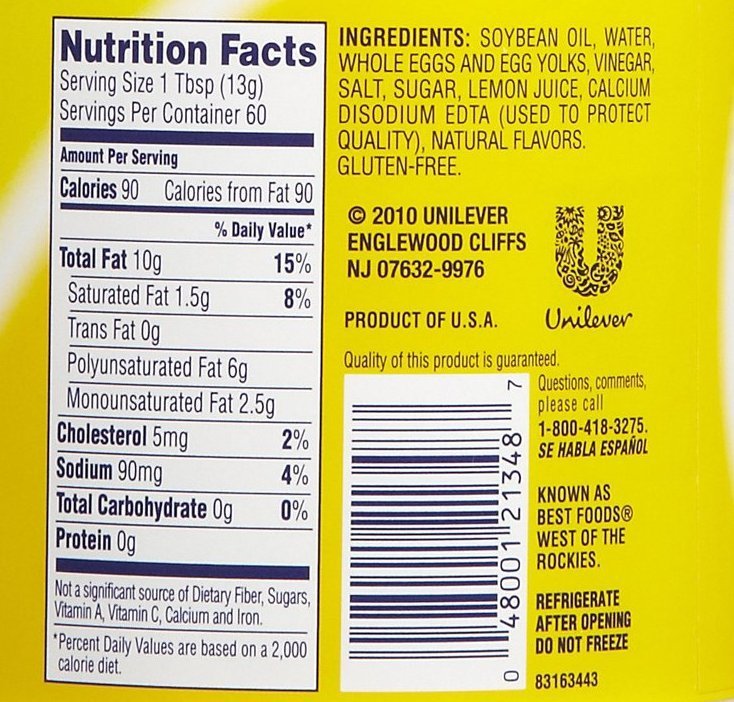 Nutrition Facts
Serving Size 1 Tbsp (13g)
Servings Per Container 60
Amount Per Serving
Calories 90 Calories from Fat 90
% Daily Value*
Total Fat 10g 15%
Saturated Fat 1.5g 8%
Trans Fat 0g
Polyunsaturated Fat 6g
Monounsaturated Fat 2.5g
Cholesterol 5mg 2%
Sodium 90mg 4%
Total Carbohydrate 0g 0%
Protein 0g
Not a significant source of Dietary Fiber, Sugars,
Vitamin A, Vitamin C, Calcium and Iron.
*Percent Daily Values are based on a 2,000
calorie diet.
INGREDIENTS: SOYBEAN OIL, WATER,
WHOLE EGGS AND EGG YOLKS, VINEGAR,
SALT, SUGAR, LEMON JUICE, CALCIUM
DISODIUM EDTA (USED TO PROTECT
QUALITY), NATURAL FLAVORS.
GLUTEN-FREE.
© 2010 UNILEVER
ENGLEWOOD CLIFFS
NJ 07632-9976
PRODUCT OF U.S.A.
Unilever
Quality of this product is guaranteed.
0 48001 21348 7
Questions, comments,
please call
1-800-418-3275.
SE HABLA ESPAÑOL
KNOWN AS
BEST FOODS®
WEST OF THE
ROCKIES.
REFRIGERATE
AFTER OPENING
DO NOT FREEZE
83163443